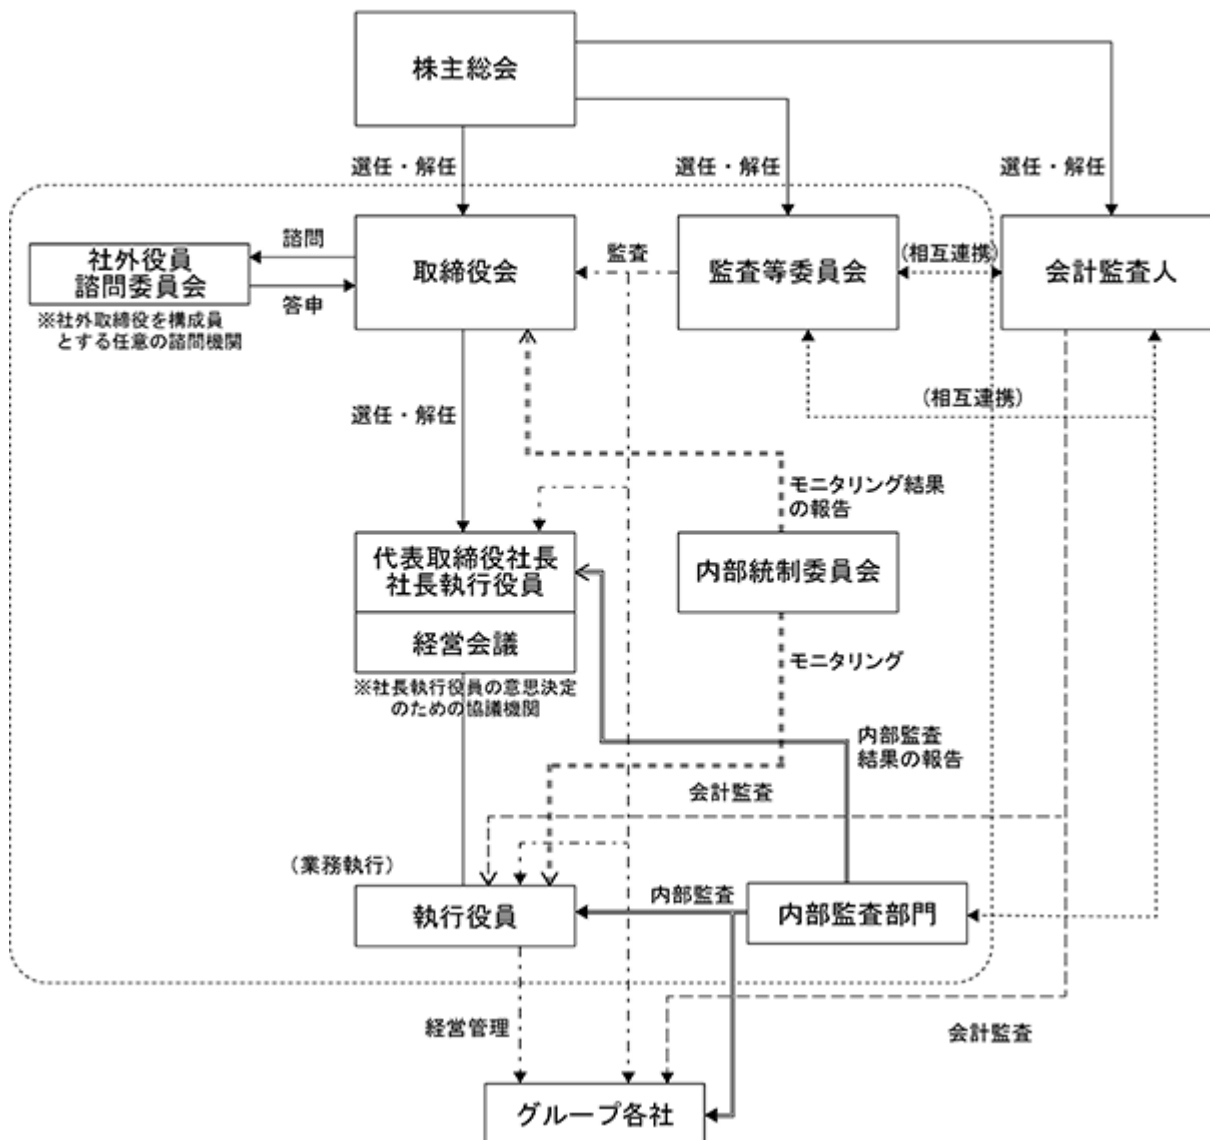 株主総会
選任・解任
選任・解任
選任・解任
社外役員
諮問委員会
諮問
答申
※社外取締役を構成員
とする任意の諮問機関
取締役会
監査
監査等委員会
(相互連携)
会計監査人
選任・解任
(相互連携)
モニタリング結果
の報告
代表取締役社長
社長執行役員
経営会議
※社長執行役員の意思決定
のための協議機関
内部統制委員会
モニタリング
内部監査
結果の報告
会計監査
(業務執行)
執行役員
内部監査
内部監査部門
経営管理
会計監査
グループ各社